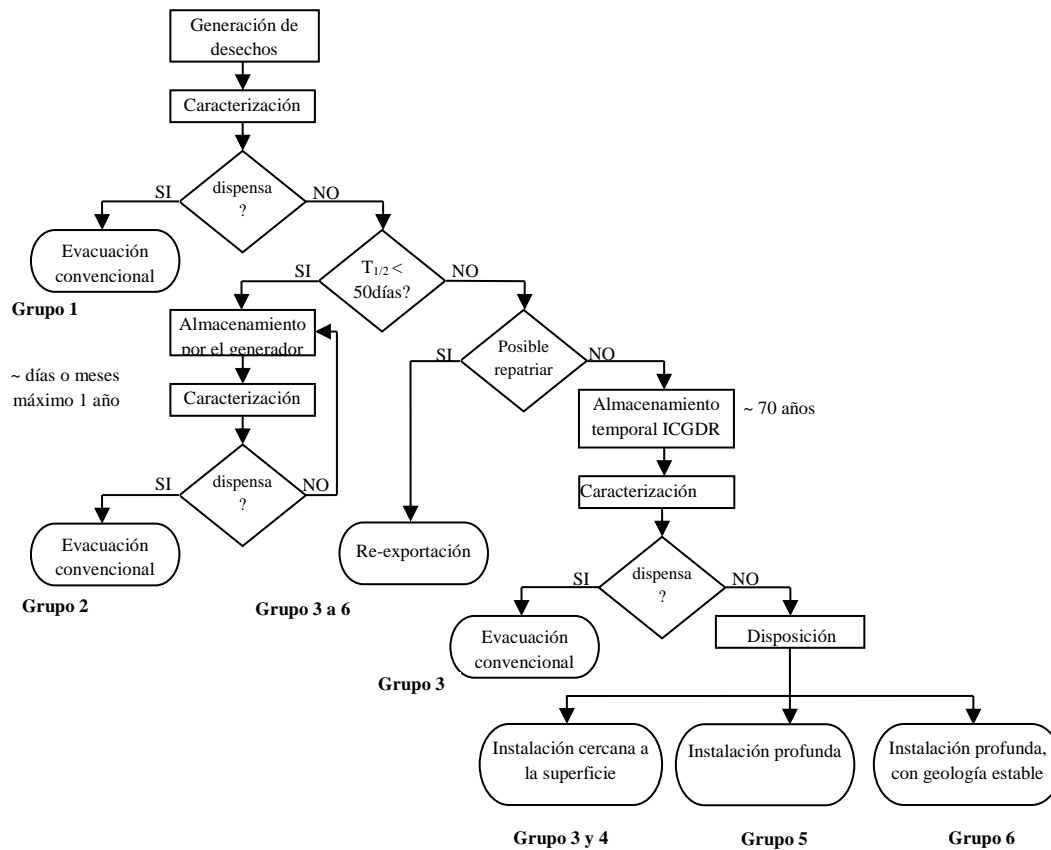 Generación de
desechos
Caracterización
dispensa
?
SI
NO
Evacuación
convencional
Grupo 1
T1/2 <
50días?
SI
NO
Almacenamiento
por el generador
~ días o meses
máximo 1 año
Caracterización
dispensa
?
SI
NO
Evacuación
convencional
Grupo 2
Posible
repatriar
SI
NO
Re-exportación
Grupo 3 a 6
Almacenamiento
temporal ICGDR
~ 70 años
Caracterización
dispensa
?
SI
NO
Evacuación
convencional
Grupo 3
Disposición
Instalación cercana a
la superficie
Grupo 3 y 4
Instalación profunda
Grupo 5
Instalación profunda,
con geología estable
Grupo 6